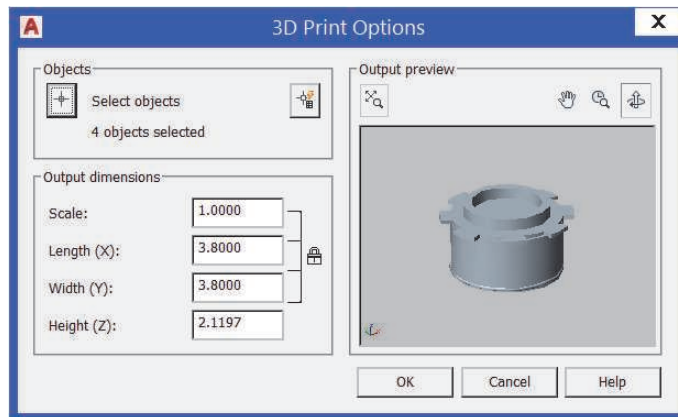 A
3D Print Options
X
Objects
Select objects
4 objects selected
Output dimensions
Scale:
1.0000
Length (X):
3.8000
Width (Y):
3.8000
Height (Z):
2.1197
Output preview
OK
Cancel
Help